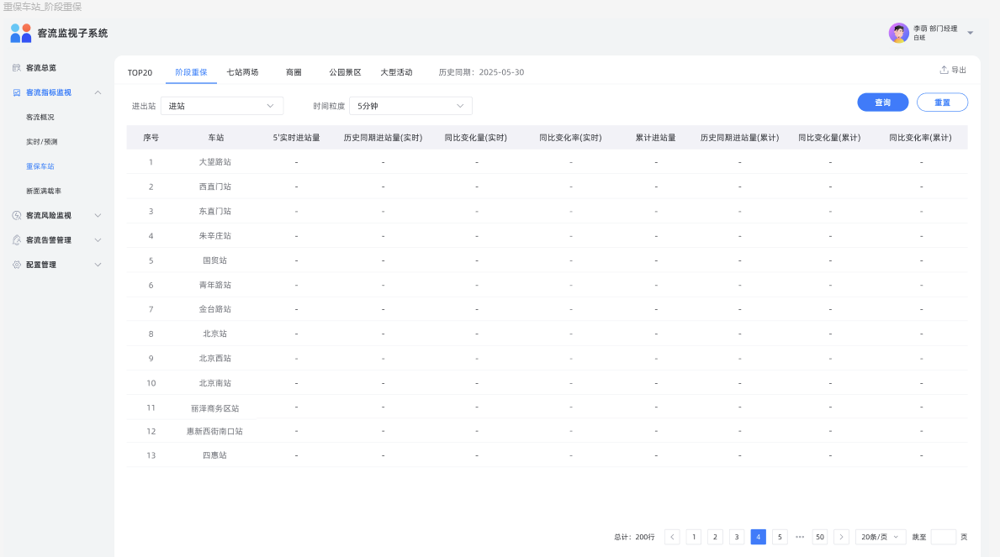 重保车站_阶段重保
客流监视子系统
李萌 部门经理
白班
客流总览
客流指标监视
客流概况
实时/预测
重保车站
断面满载率
客流风险监视
客流告警管理
配置管理
TOP20 阶段重保 七站两场 商圈 公园景区 大型活动 历史同期：2025-05-30 导出
进出站 进站 时间粒度 5分钟 查询 重置
序号 车站 5'实时进站量 历史同期进站量(实时) 同比变化量(实时) 同比变化率(实时) 累计进站量 历史同期进站量(累计) 同比变化量(累计) 同比变化率(累计)
1 大望路站 - - - - - - - -
2 西直门站 - - - - - - - -
3 东直门站 - - - - - - - -
4 朱辛庄站 - - - - - - - -
5 国贸站 - - - - - - - -
6 青年路站 - - - - - - - -
7 金台路站 - - - - - - - -
8 北京站 - - - - - - - -
9 北京西站 - - - - - - - -
10 北京南站 - - - - - - - -
11 丽泽商务区站 - - - - - - - -
12 惠新西街南口站 - - - - - - - -
13 四惠站 - - - - - - - -
总计：200行 1 2 3 4 5 ••• 50 20条/页 跳至 页